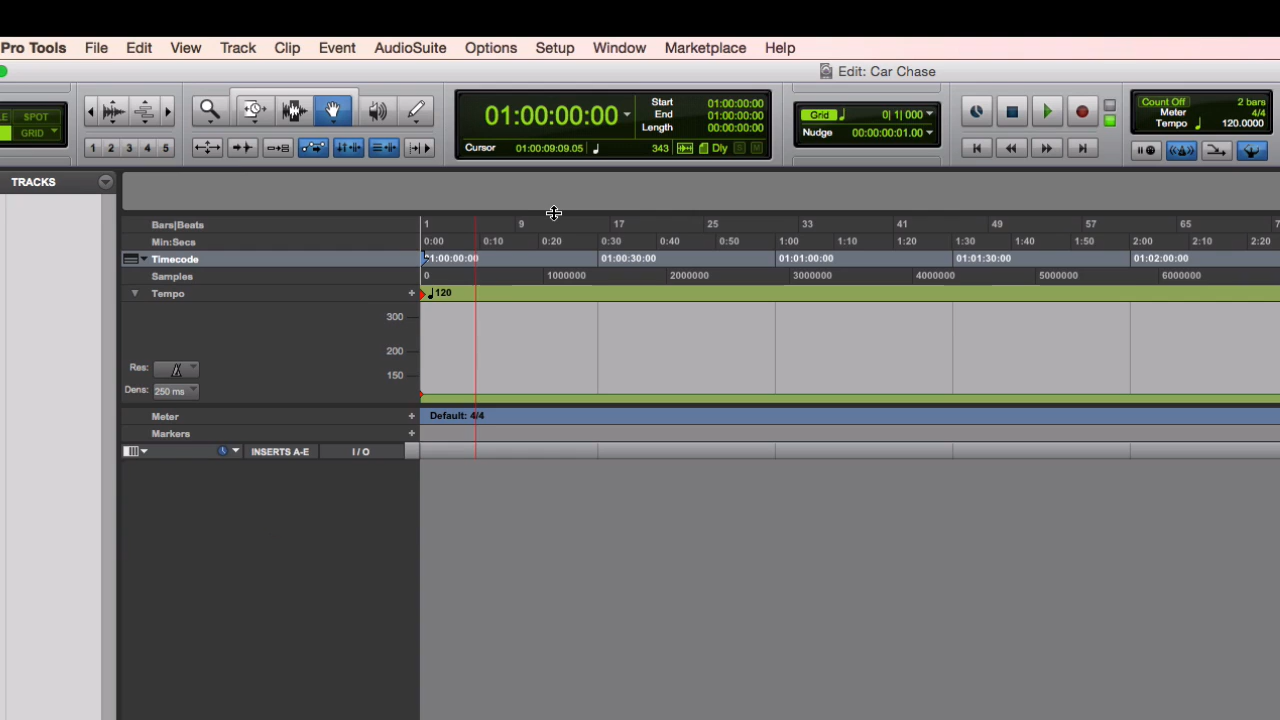 Pro Tools File Edit View Track Clip Event AudioSuite Options Setup Window Marketplace Help
Edit: Car Chase
SPOT
GRID
1 2 3 4 5
01:00:00:00
Start 01:00:00:00
End 01:00:00:00
Length 00:00:00:00
Cursor 01:00:09:09.05 343 Dly S M
Grid 0| 1| 000
Nudge 00:00:00:01.00
Count Off 2 bars
Meter 4/4
Tempo 120.0000
TRACKS
Bars|Beats 1 9 17 25 33 41 49 57 65
Min:Secs 0:00 0:10 0:20 0:30 0:40 0:50 1:00 1:10 1:20 1:30 1:40 1:50 2:00 2:10 2:20
Timecode 1:00:00:00 01:00:30:00 01:01:00:00 01:01:30:00 01:02:00:00
Samples 0 1000000 2000000 3000000 4000000 5000000 6000000
Tempo + 120
300
200
150
Res:
Dens: 250 ms
Meter + Default: 4/4
Markers +
INSERTS A-E I / O